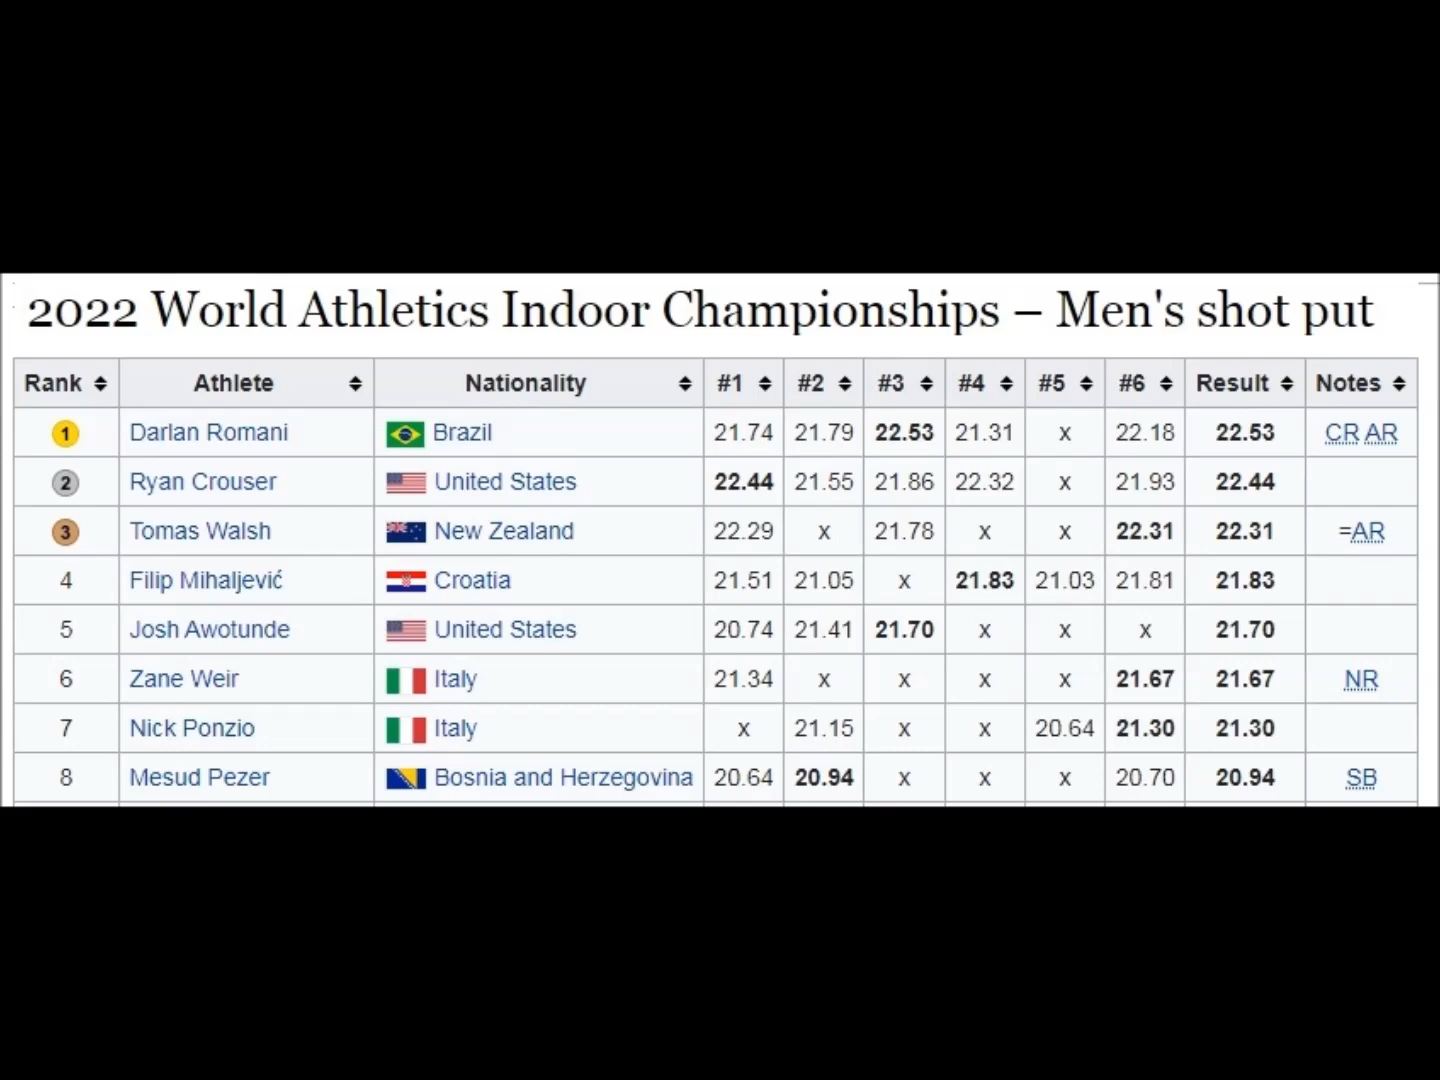 2022 World Athletics Indoor Championships – Men's shot put
Rank Athlete Nationality #1 #2 #3 #4 #5 #6 Result Notes
1 Darlan Romani Brazil 21.74 21.79 22.53 21.31 x 22.18 22.53 CR AR
2 Ryan Crouser United States 22.44 21.55 21.86 22.32 x 21.93 22.44
3 Tomas Walsh New Zealand 22.29 x 21.78 x x 22.31 22.31 =AR
4 Filip Mihaljević Croatia 21.51 21.05 x 21.83 21.03 21.81 21.83
5 Josh Awotunde United States 20.74 21.41 21.70 x x x 21.70
6 Zane Weir Italy 21.34 x x x x 21.67 21.67 NR
7 Nick Ponzio Italy x 21.15 x x 20.64 21.30 21.30
8 Mesud Pezer Bosnia and Herzegovina 20.64 20.94 x x x 20.70 20.94 SB